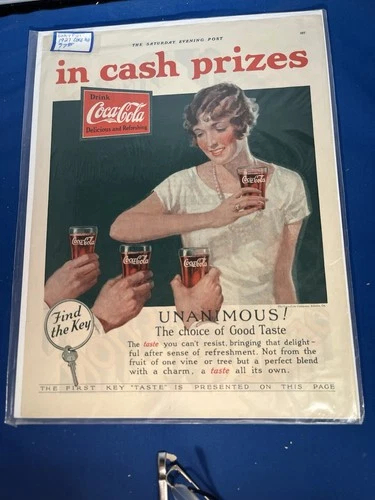 THE SATURDAY EVENING POST
in cash prizes
Drink
Coca-Cola
Delicious and Refreshing
Coca-Cola
Coca-Cola
Coca-Cola
Coca-Cola
Find
the Key
UNANIMOUS!
The choice of Good Taste
The taste you can't resist, bringing that delight-
ful after sense of refreshment. Not from the
fruit of one vine or tree but a perfect blend
with a charm, a taste all its own.
THE FIRST KEY "TASTE" IS PRESENTED ON THIS PAGE